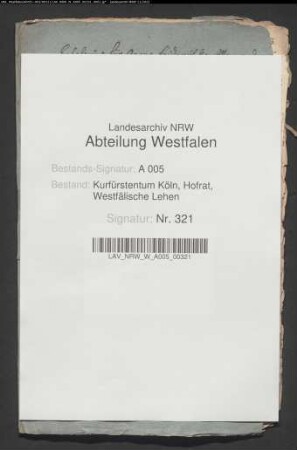 Landesarchiv NRW
Abteilung Westfalen
Bestands-Signatur: A 005
Bestand: Kurfürstentum Köln, Hofrat,
Westfälische Lehen
Signatur: Nr. 321
LAV_NRW_W_A005_00321